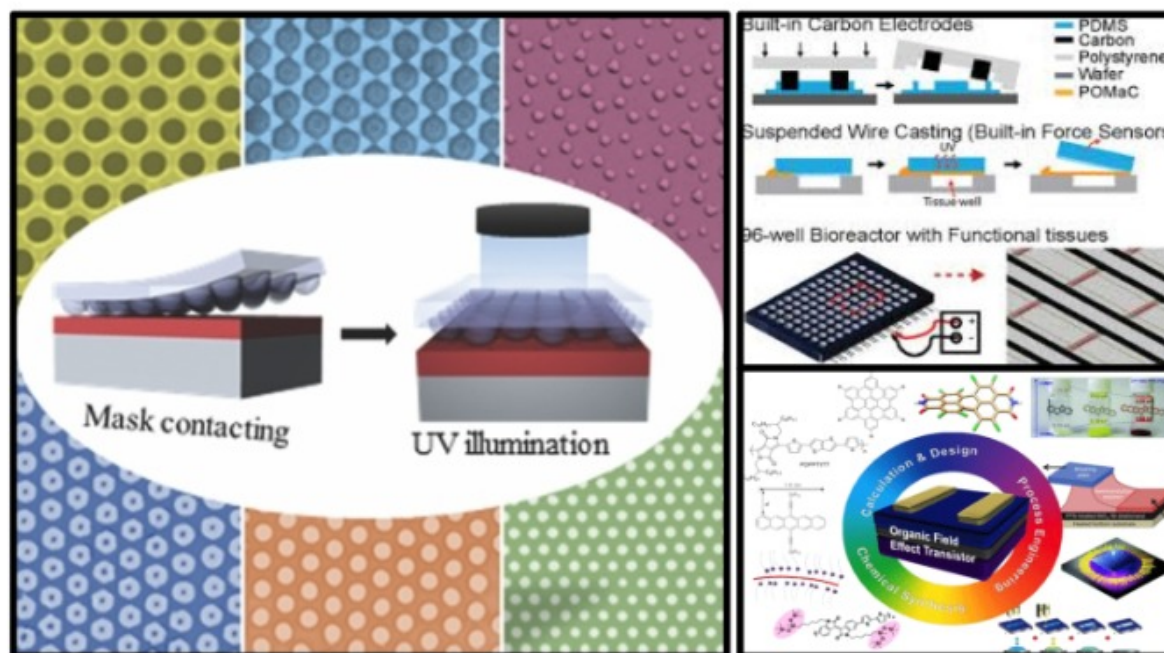 Mask contacting
UV illumination
Built-in Carbon Electrodes
PDMS
Carbon
Polystyrene
Wafer
POMaC
Suspended Wire Casting (Built-in Force Sensors
UV
Tissue well
96-well Bioreactor with Functional tissues
Calculation & Design
Process Engineering
Chemical Synthesis
Organic Field
Effect Transistor